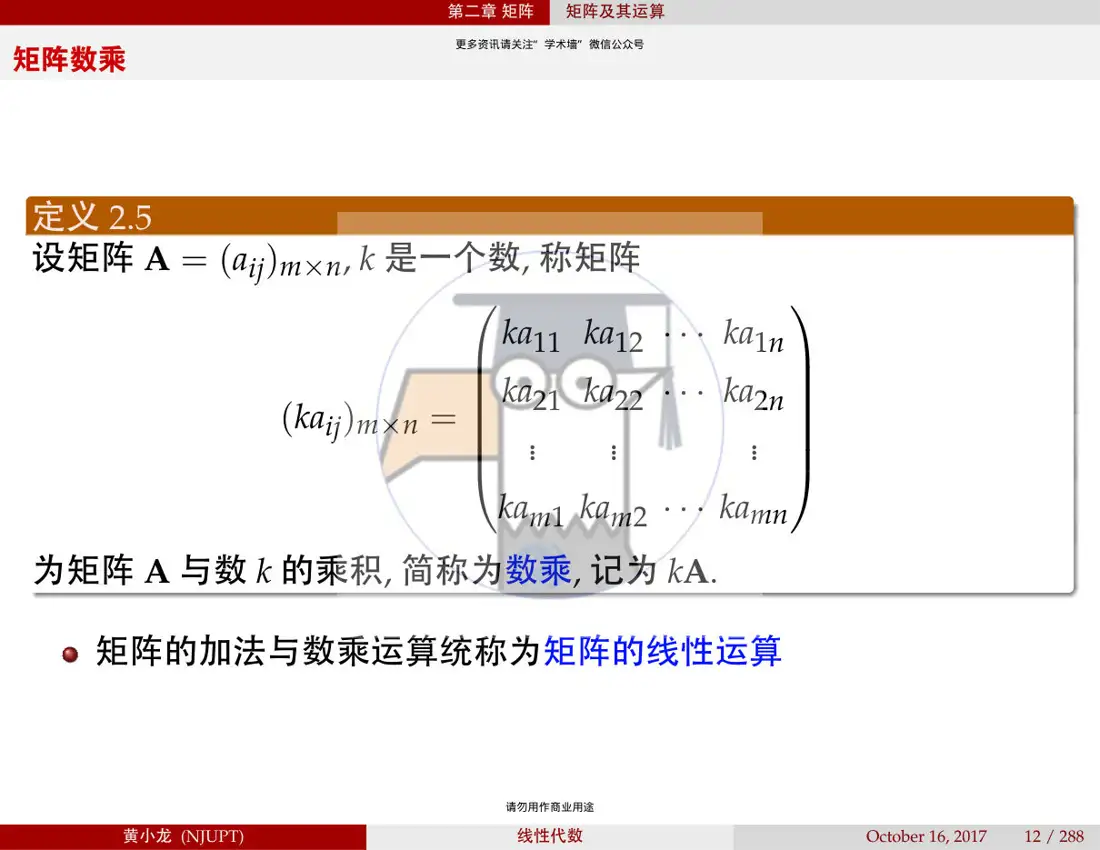 第二章 矩阵 矩阵及其运算
更多资讯请关注“学术墙”微信公众号
矩阵数乘
定义 2.5
设矩阵 A = (a_{ij})_{m×n}, k 是一个数, 称矩阵
ka_{11} ka_{12} ··· ka_{1n}
ka_{21} ka_{22} ··· ka_{2n}
(ka_{ij})_{m×n} =
⋮ ⋮ ⋮
ka_{m1} ka_{m2} ··· ka_{mn}
为矩阵 A 与数 k 的乘积, 简称为数乘, 记为 kA.
矩阵的加法与数乘运算统称为矩阵的线性运算
请勿用作商业用途
黄小龙 (NJUPT) 线性代数 October 16, 2017 12 / 288